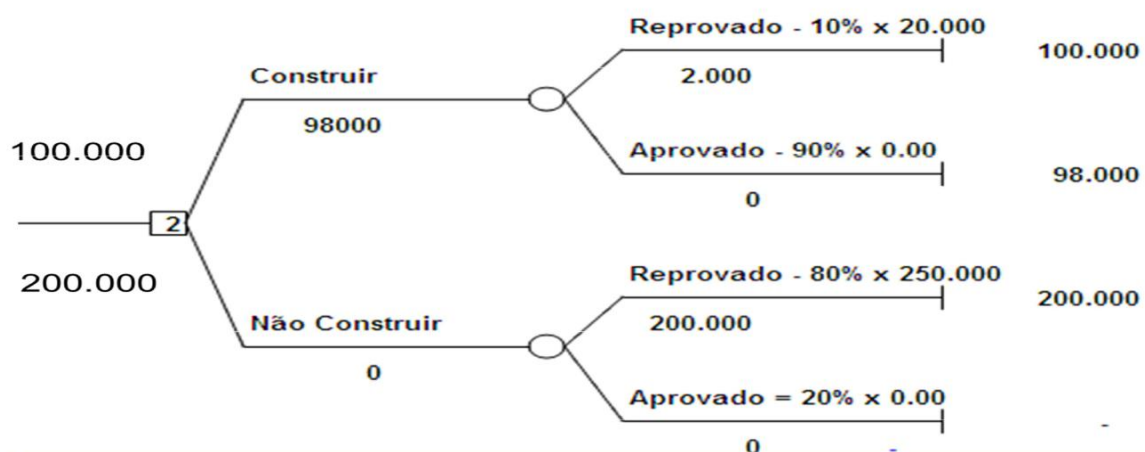 Reprovado - 10% x 20.000
100.000
Construir
2.000
98000
100.000
Aprovado - 90% x 0.00
98.000
0
2
200.000
Reprovado - 80% x 250.000
200.000
Não Construir
200.000
0
Aprovado = 20% x 0.00
-
0
-